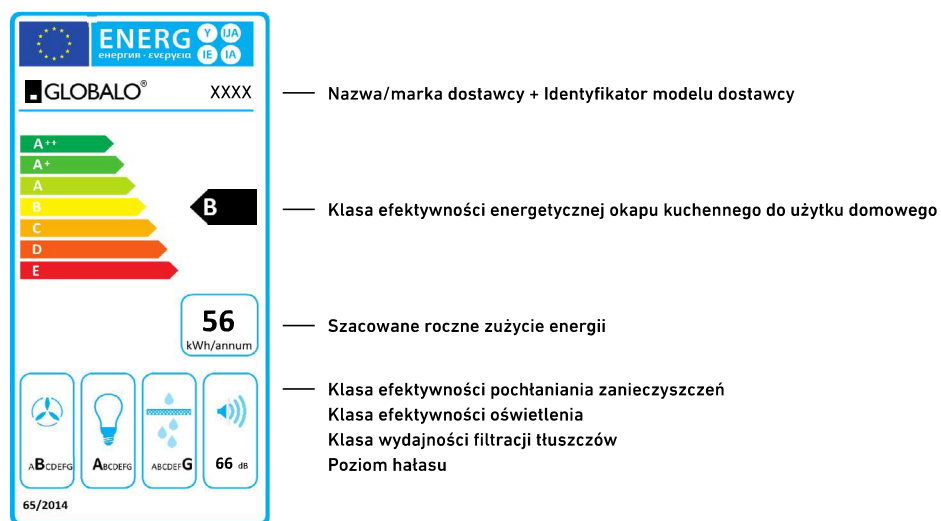 ENERG Y IJA
енергия · ενεργεια IE IA
GLOBALO® XXXX
Nazwa/marka dostawcy + Identyfikator modelu dostawcy
A++
A+
A
B
C
D
E
B
Klasa efektywności energetycznej okapu kuchennego do użytku domowego
56
kWh/annum
Szacowane roczne zużycie energii
ABCDEFG
ABCDEFG
ABCDEFG
66 dB
Klasa efektywności pochłaniania zanieczyszczeń
Klasa efektywności oświetlenia
Klasa wydajności filtracji tłuszczów
Poziom hałasu
65/2014